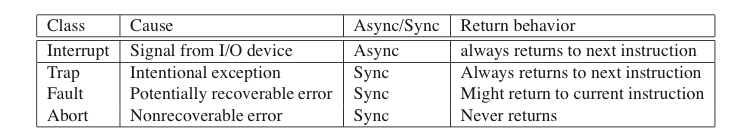 Class Cause Async/Sync Return behavior
Interrupt Signal from I/O device Async always returns to next instruction
Trap Intentional exception Sync Always returns to next instruction
Fault Potentially recoverable error Sync Might return to current instruction
Abort Nonrecoverable error Sync Never returns